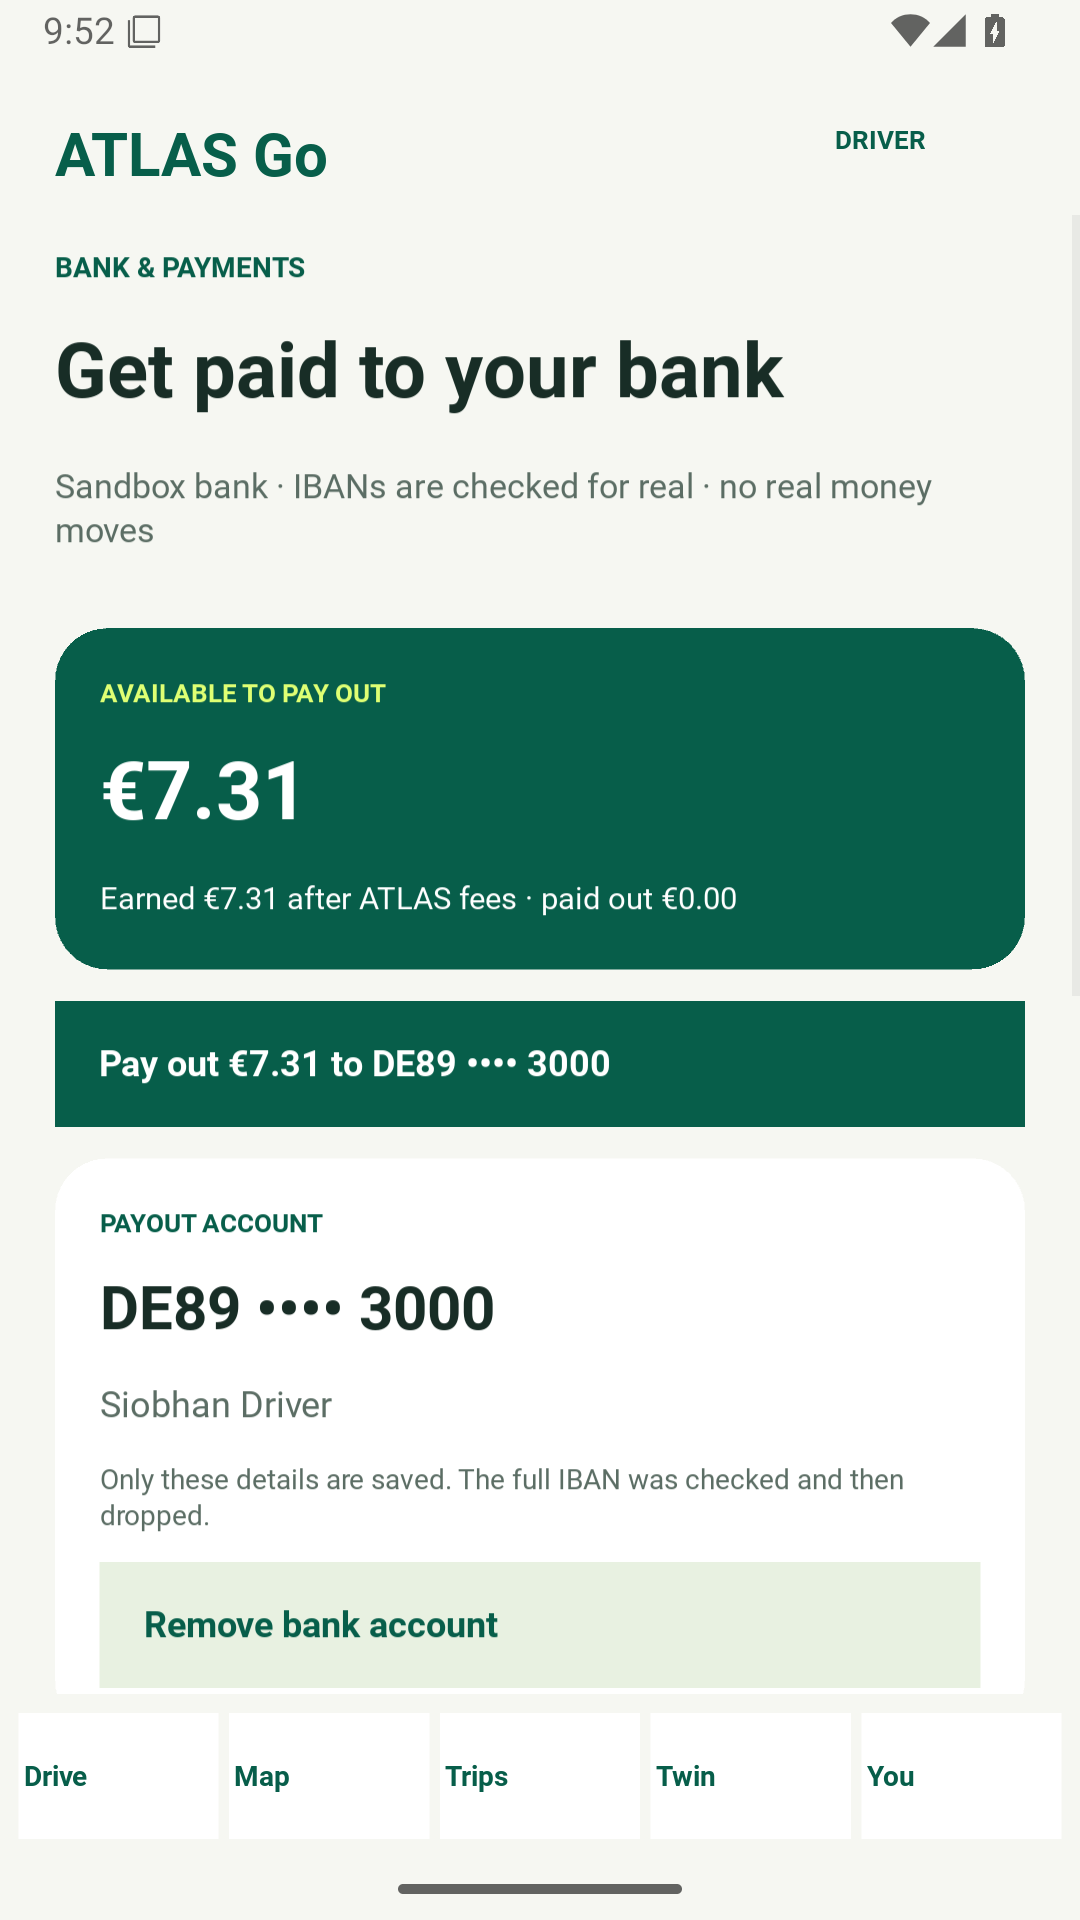 9:52
ATLAS Go
DRIVER
BANK & PAYMENTS
Get paid to your bank
Sandbox bank · IBANs are checked for real · no real money
moves
AVAILABLE TO PAY OUT
€7.31
Earned €7.31 after ATLAS fees · paid out €0.00
Pay out €7.31 to DE89 •••• 3000
PAYOUT ACCOUNT
DE89 •••• 3000
Siobhan Driver
Only these details are saved. The full IBAN was checked and then
dropped.
Remove bank account
Drive
Map
Trips
Twin
You